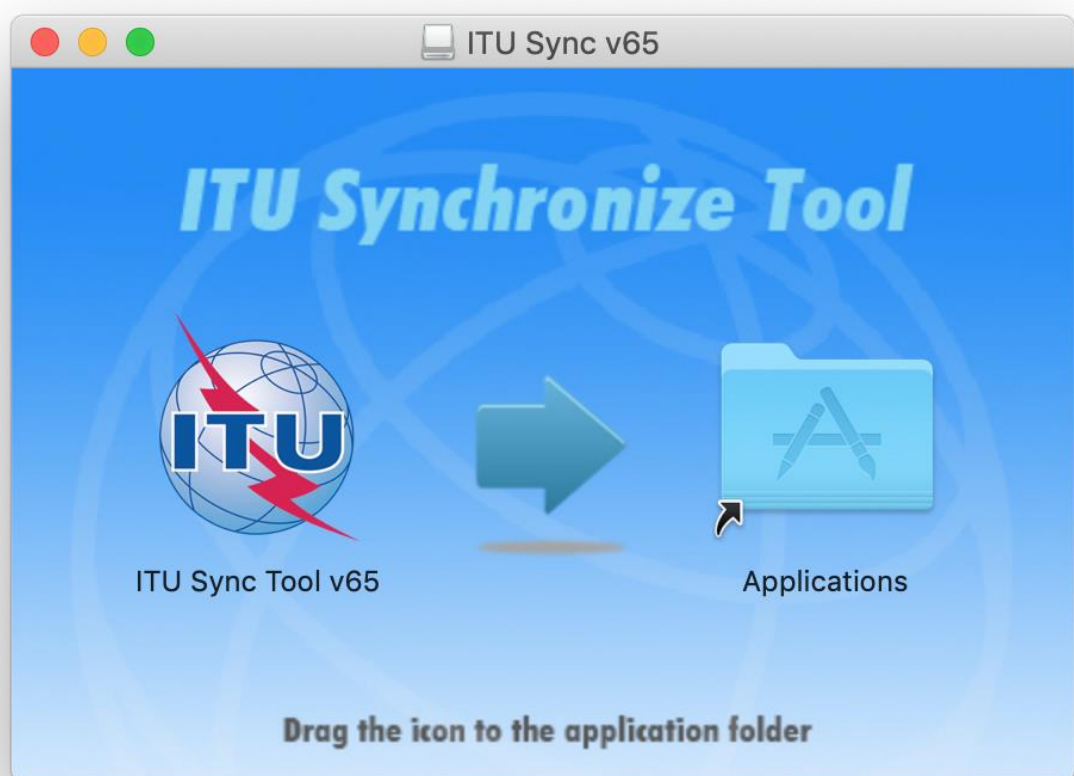 ITU Sync v65
ITU Synchronize Tool
ITU
ITU Sync Tool v65
Applications
Drag the icon to the application folder